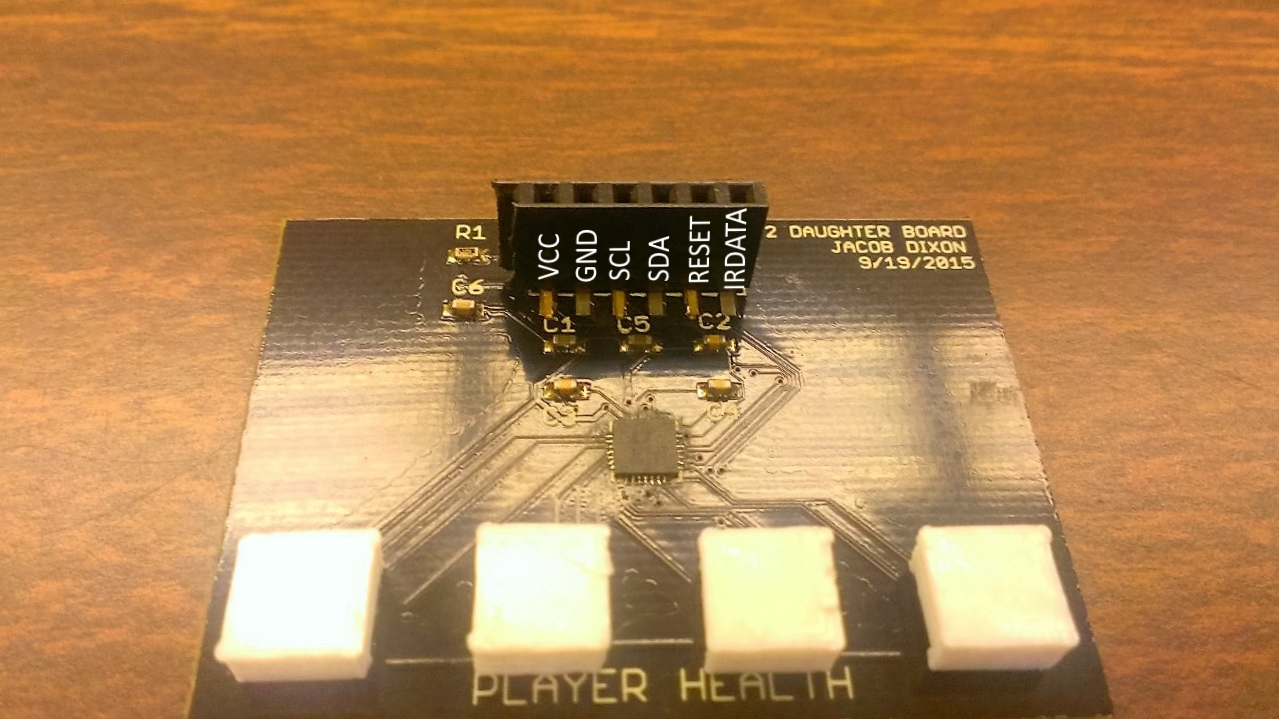 R1
C6
VCC
GND
SCL
SDA
RESET
IRDATA
2 DAUGHTER BOARD
JACOB DIXON
9/19/2015
C1 C5 C2
C3 C4
PLAYER HEALTH